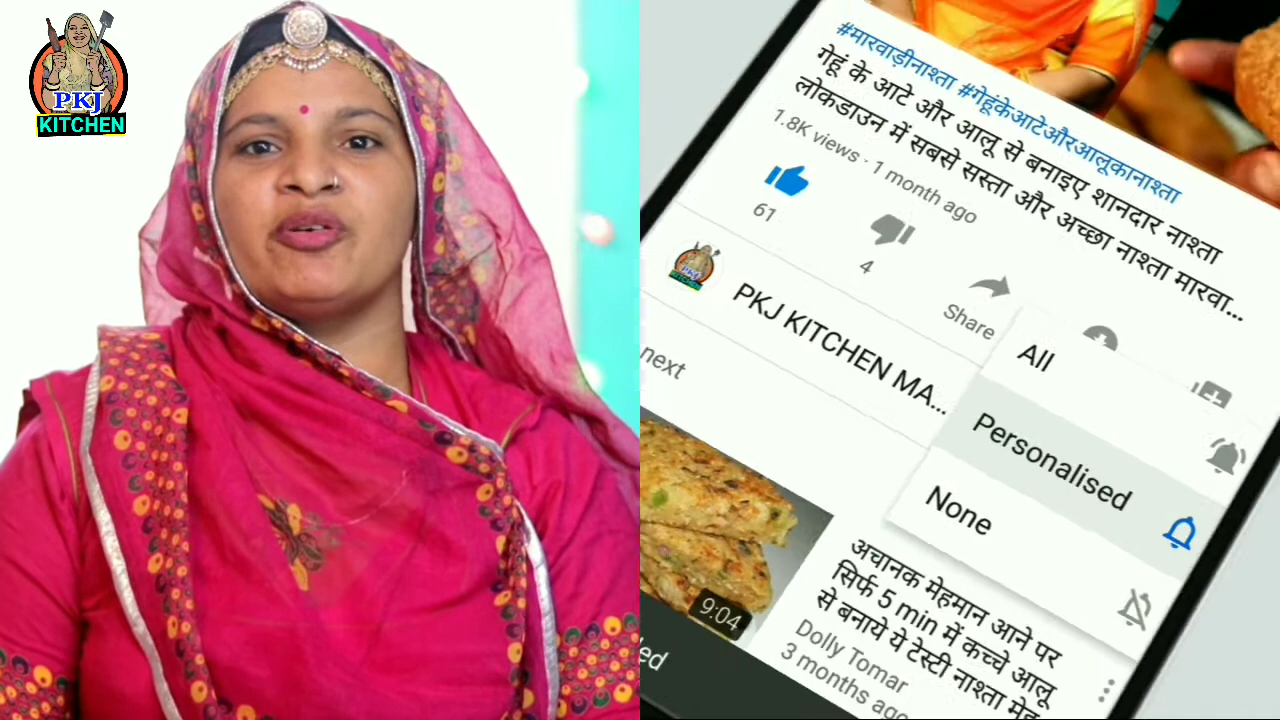 PKJ
KITCHEN
#मारवाड़ीनाश्ता #गेहूंकेआटेऔरआलूकानाश्ता
गेहूं के आटे और आलू से बनाइए शानदार नाश्ता
लोकडाउन में सबसे सस्ता और अच्छा नाश्ता मारवा...
1.8K views · 1 month ago
61
4
Share
PKJ
KITCHEN
PKJ KITCHEN MA...
All
Personalised
None
next
9:04
अचानक मेहमान आने पर
सिर्फ 5 min में कच्चे आलू
से बनाये ये टेस्टी नाश्ता
Dolly Tomar
3 months ago